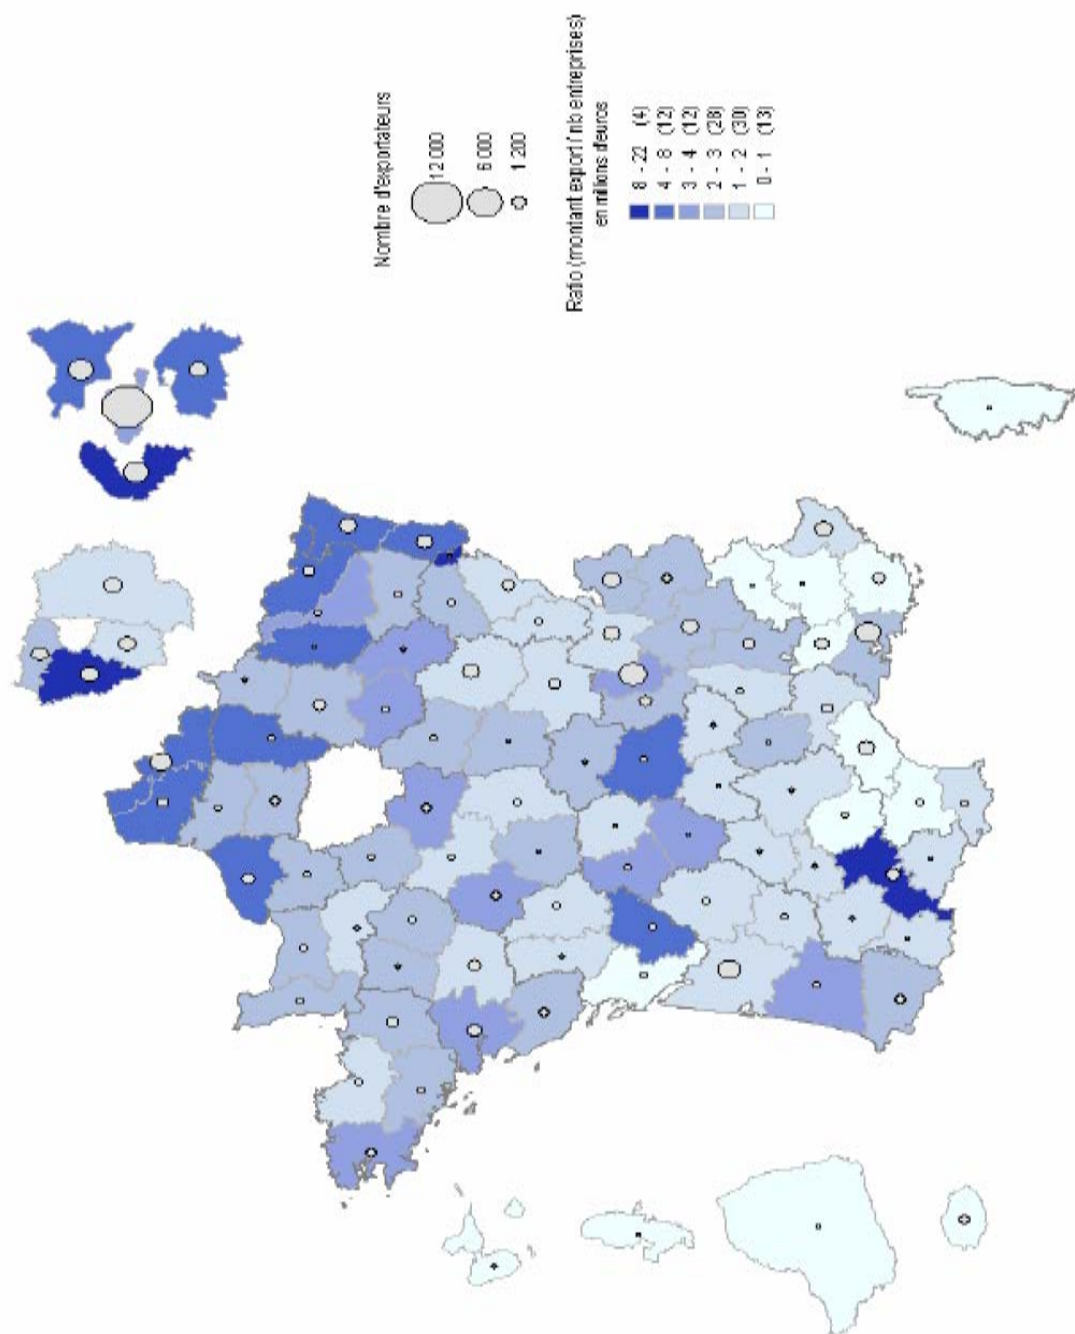 Nombre d'exportateurs
12 000
6 000
1 200
Ratio (montant export / nb entreprises)
en millions d'euros
8 - 22 (4)
4 - 8 (12)
3 - 4 (12)
2 - 3 (28)
1 - 2 (30)
0 - 1 (13)